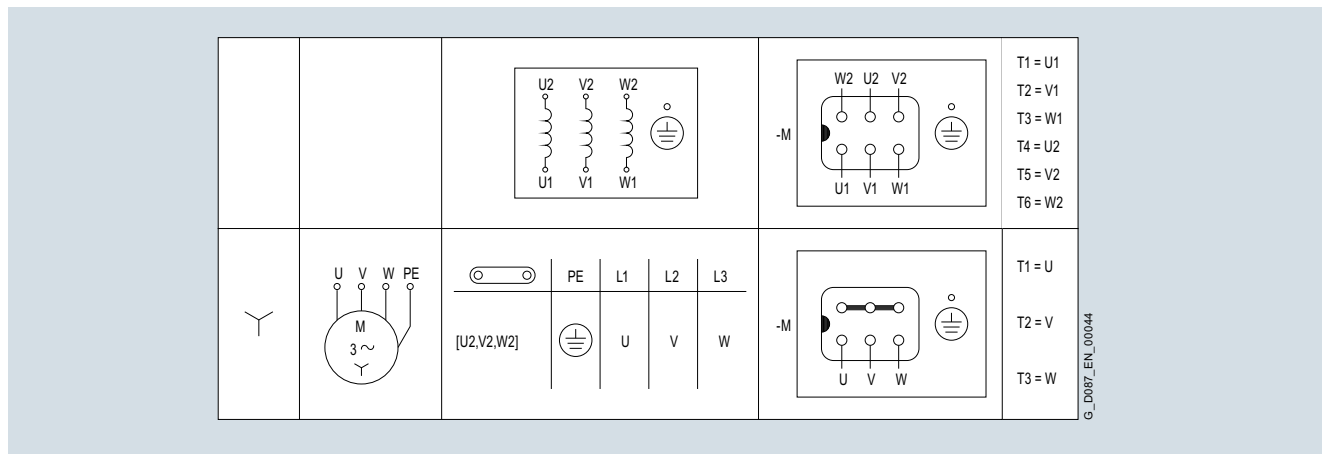 U2 V2 W2
U1 V1 W1
W2 U2 V2
-M
U1 V1 W1
T1 = U1
T2 = V1
T3 = W1
T4 = U2
T5 = V2
T6 = W2
U V W PE
M
3 ~
PE L1 L2 L3
[U2,V2,W2] U V W
-M
U V W
T1 = U
T2 = V
T3 = W
G_D087_EN_00044